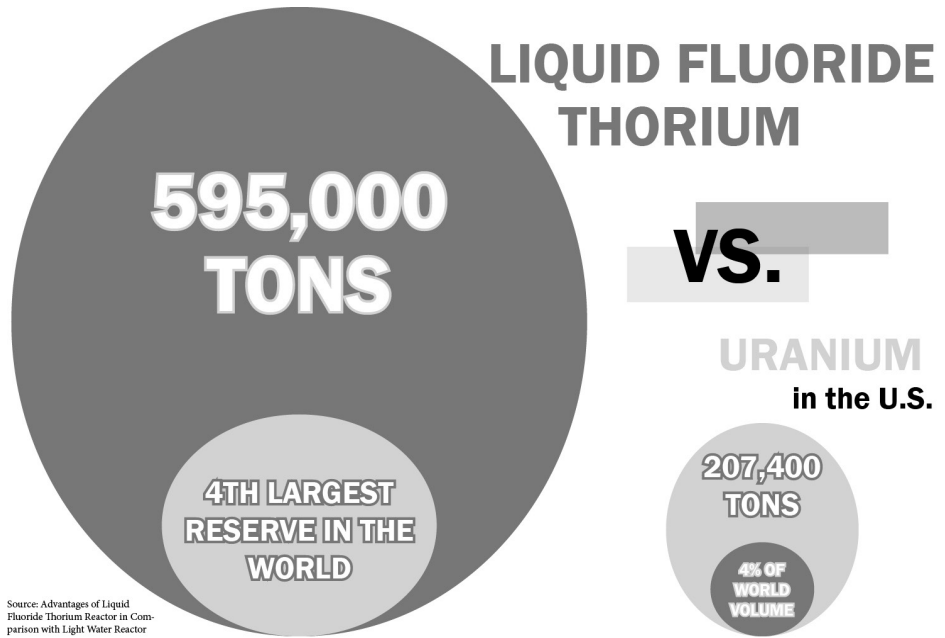 LIQUID FLUORIDE
THORIUM
VS.
URANIUM
in the U.S.
595,000
TONS
4TH LARGEST
RESERVE IN THE
WORLD
207,400
TONS
4% OF
WORLD
VOLUME
Source: Advantages of Liquid
Fluoride Thorium Reactor in Com-
parison with Light Water Reactor